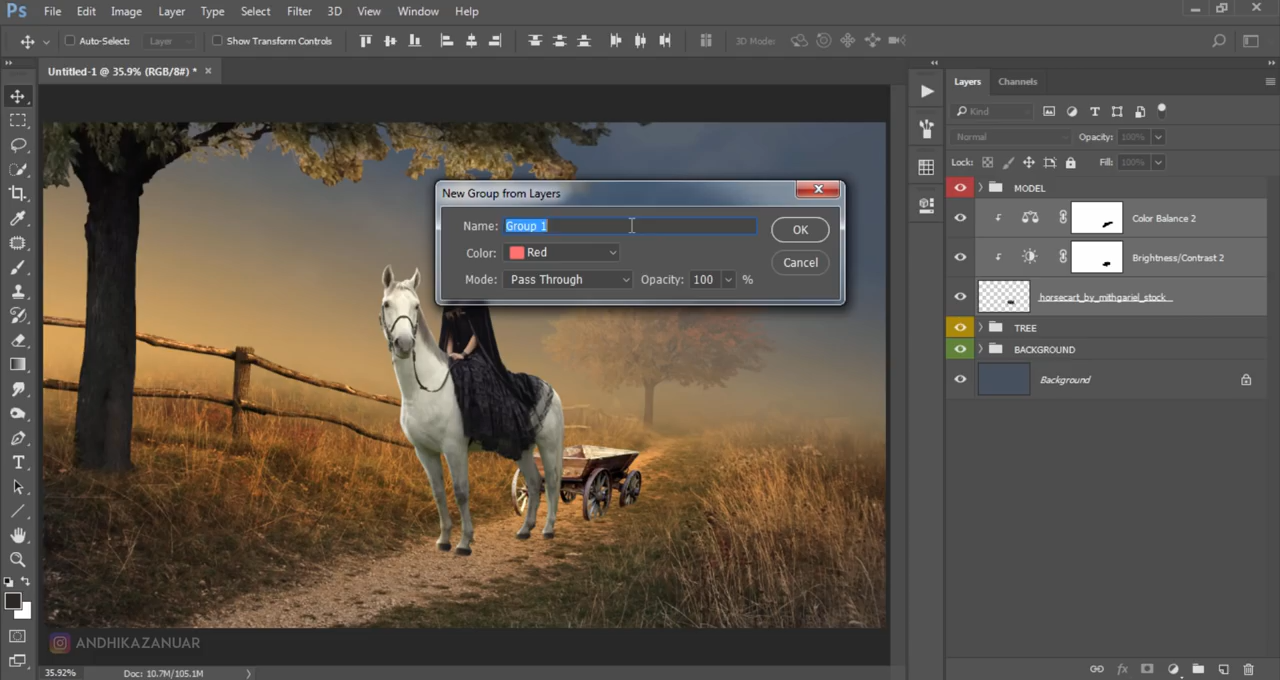 Ps File Edit Image Layer Type Select Filter 3D View Window Help
Auto-Select: Layer Show Transform Controls 3D Mode:
Untitled-1 @ 35.9% (RGB/8#) * ×
New Group from Layers
Name: Group 1
OK
Color: Red
Cancel
Mode: Pass Through Opacity: 100 %
Layers Channels
Kind
Normal Opacity: 100%
Lock: Fill: 100%
MODEL
Color Balance 2
Brightness/Contrast 2
horsecart_by_mithgariel_stock
TREE
BACKGROUND
Background
ANDHIKAZANUAR
35.92% Doc: 10.7M/105.1M